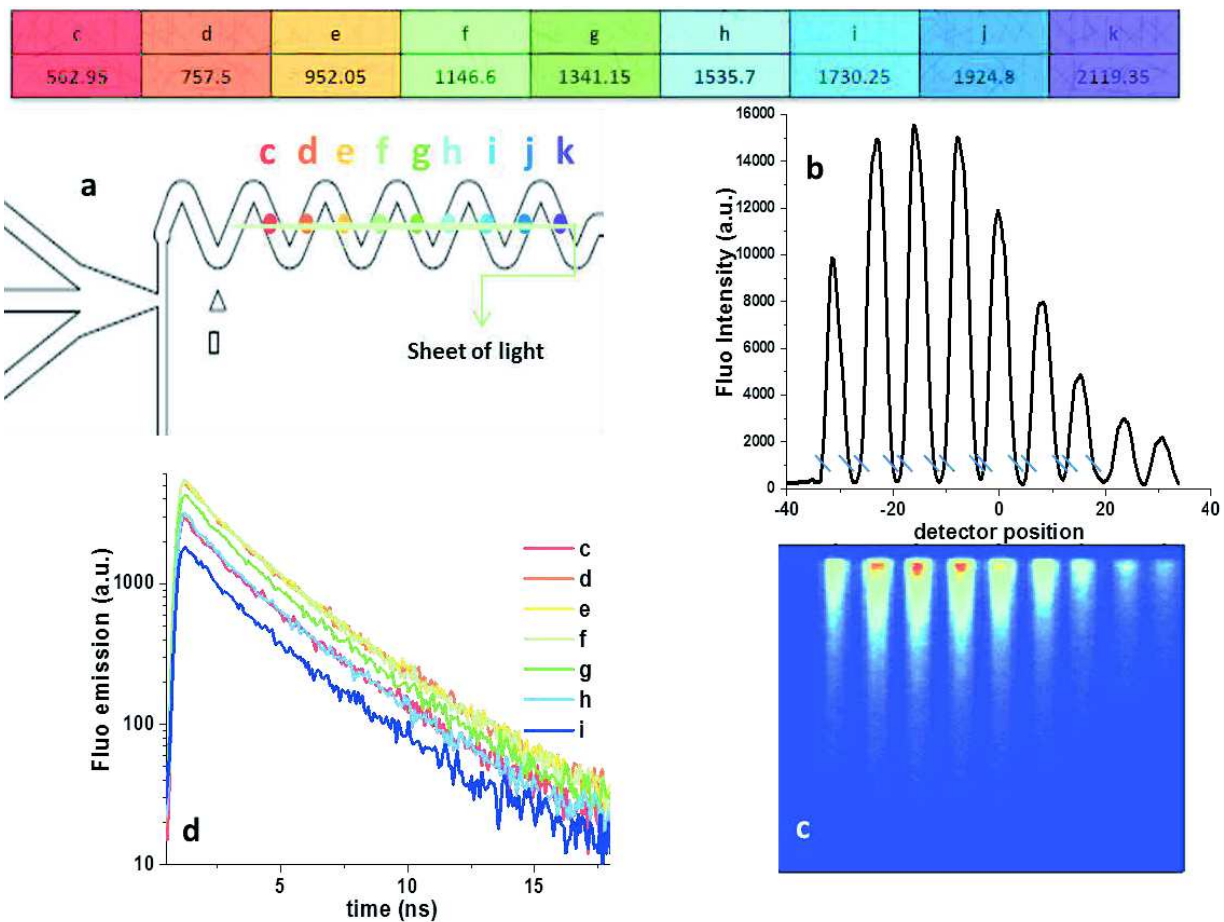 c d e f g h i j k
562.95 757.5 952.05 1146.6 1341.15 1535.7 1730.25 1924.8 2119.35
a
c d e f g h i j k
Sheet of light
b
Fluo Intensity (a.u.)
16000
14000
12000
10000
8000
6000
4000
2000
0
-40 -20 0 20 40
detector position
c
d
Fluo emission (a.u.)
1000
100
10
5 10 15
time (ns)
c
d
e
f
g
h
i